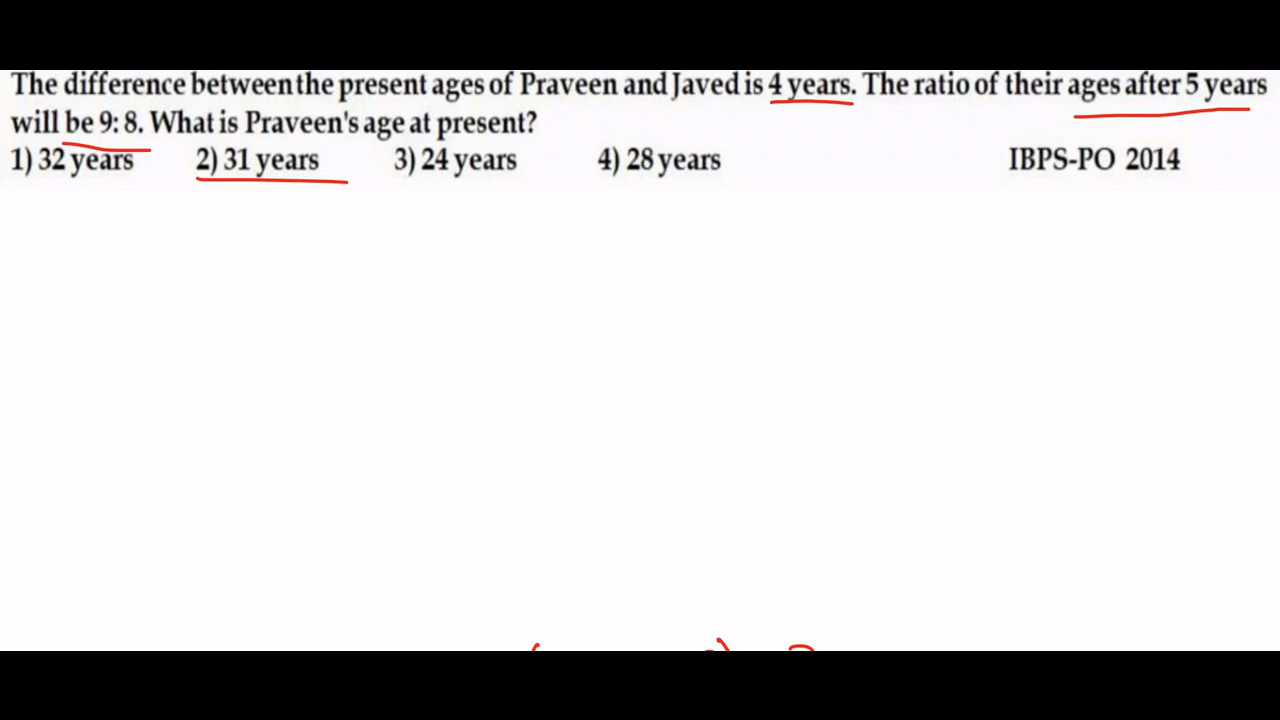 The difference between the present ages of Praveen and Javed is 4 years. The ratio of their ages after 5 years
will be 9: 8. What is Praveen's age at present?
1) 32 years 2) 31 years 3) 24 years 4) 28 years IBPS-PO 2014